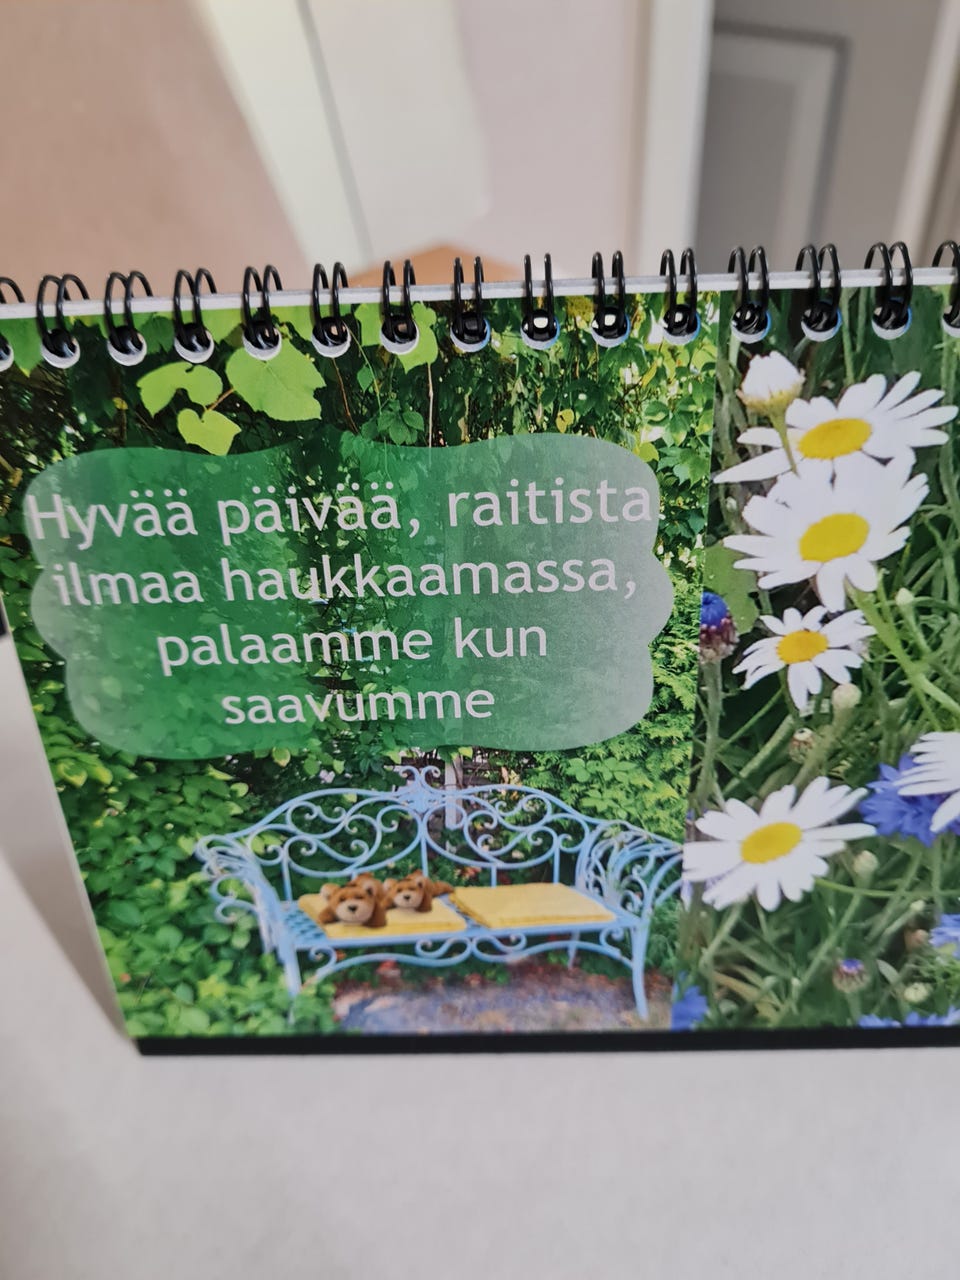 Hyvää päivää, raitista
ilmaa haukkaamassa,
palaamme kun
saavumme